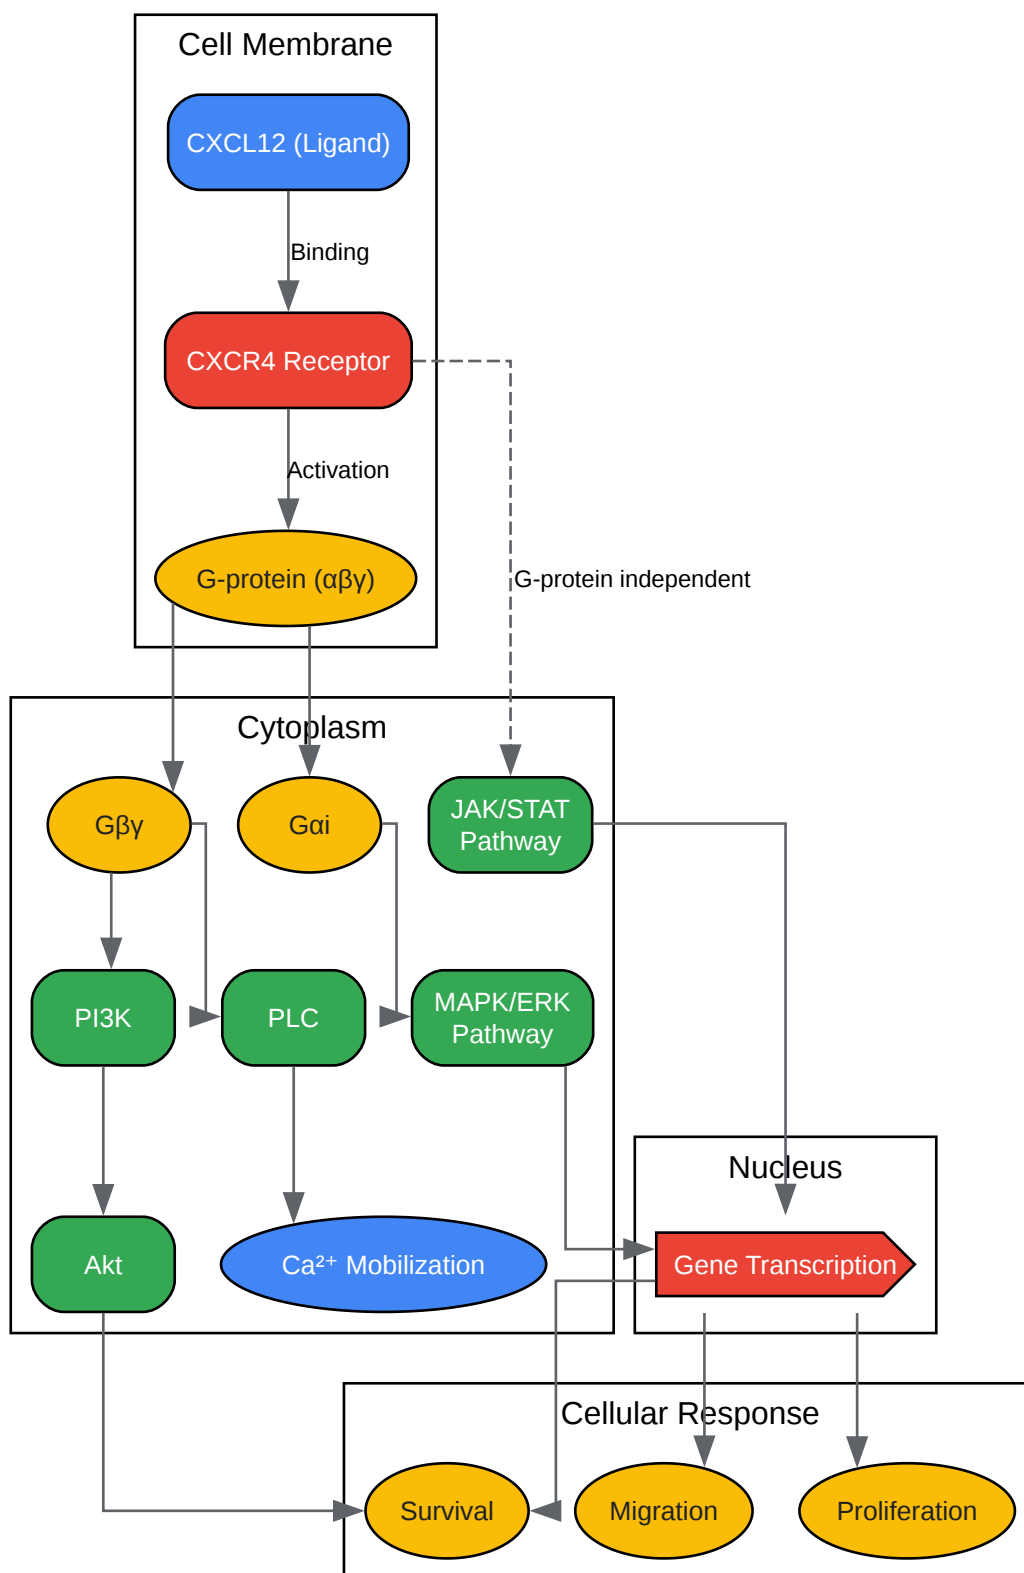 Cell Membrane
CXCL12 (Ligand)
Binding
CXCR4 Receptor
Activation
G-protein (αβγ)
G-protein independent
Cytoplasm
Gβγ
Gαi
JAK/STAT
Pathway
PI3K
PLC
MAPK/ERK
Pathway
Nucleus
Akt
Ca²⁺ Mobilization
Gene Transcription
Cellular Response
Survival
Migration
Proliferation